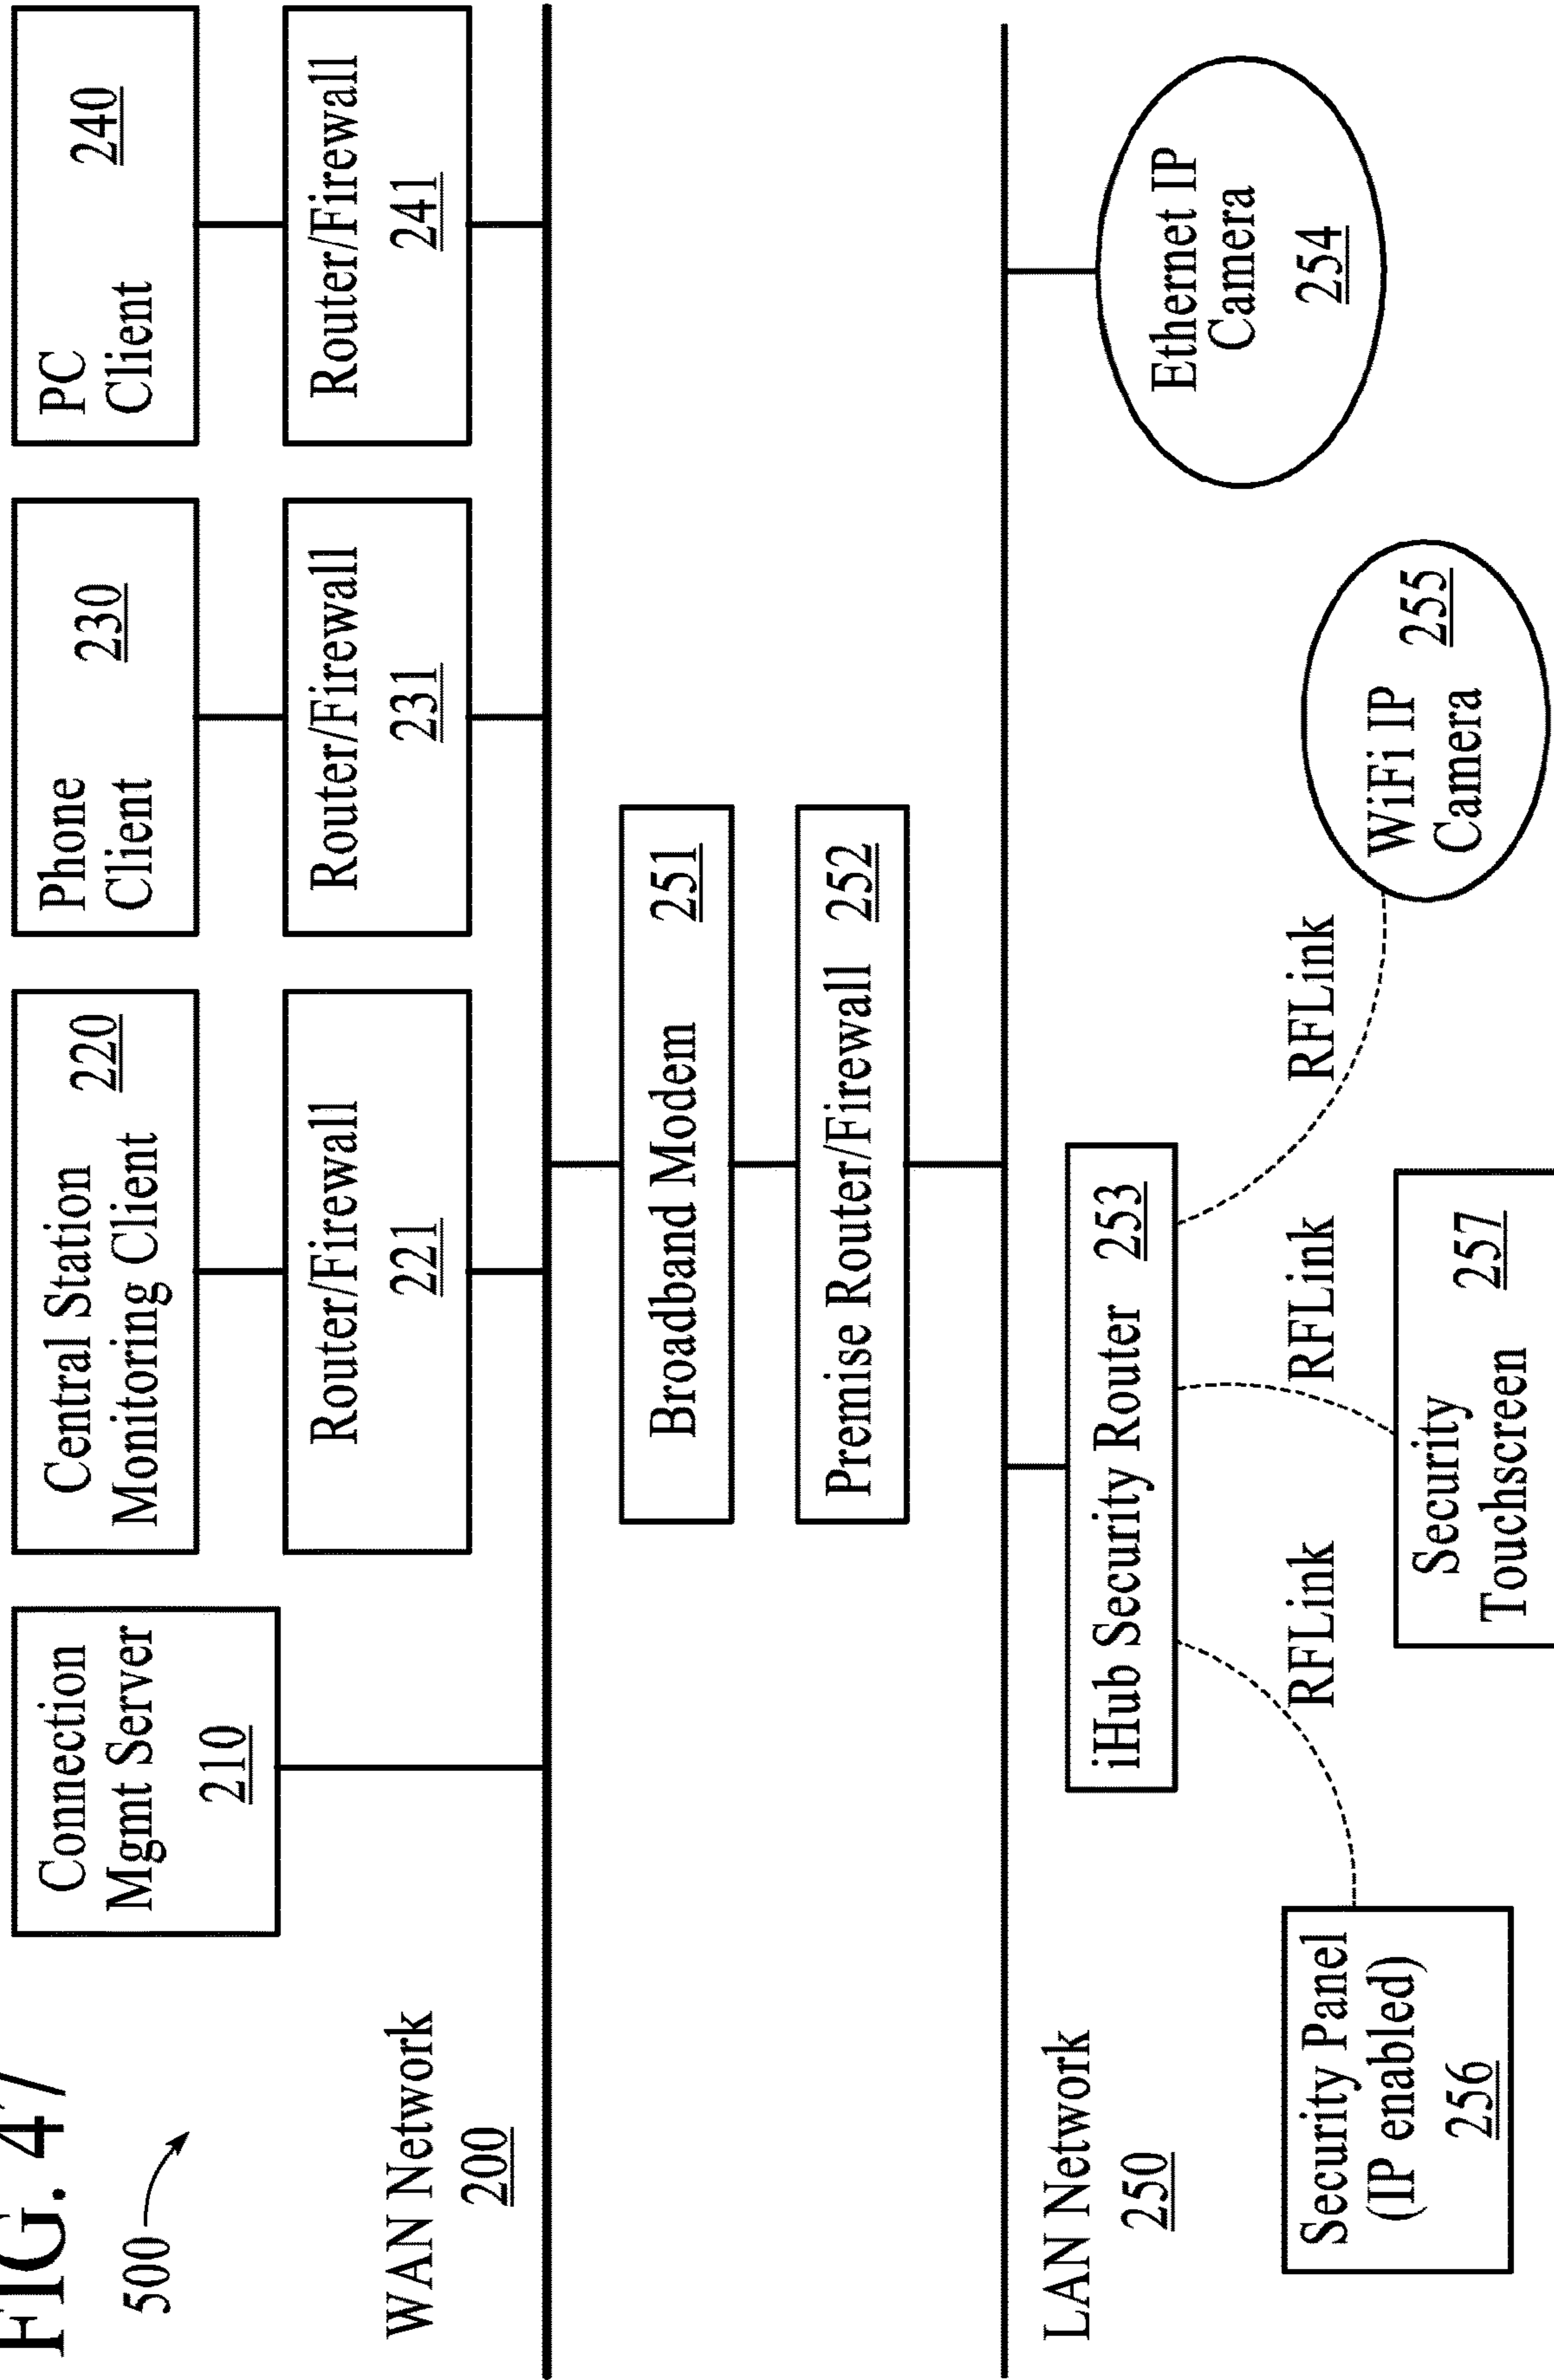 FIG. 47
500
Connection
Mgmt Server
210
Central Station
Monitoring Client
220
Phone
Client
230
PC
Client
240
Router/Firewall
221
Router/Firewall
231
Router/Firewall
241
WAN Network
200
Broadband Modem 251
Premise Router/Firewall 252
LAN Network
250
iHub Security Router 253
RFLink
RFLink
RFLink
Security Panel
(IP enabled)
256
Security
Touchscreen
257
WiFi IP
Camera
255
Ethernet IP
Camera
254